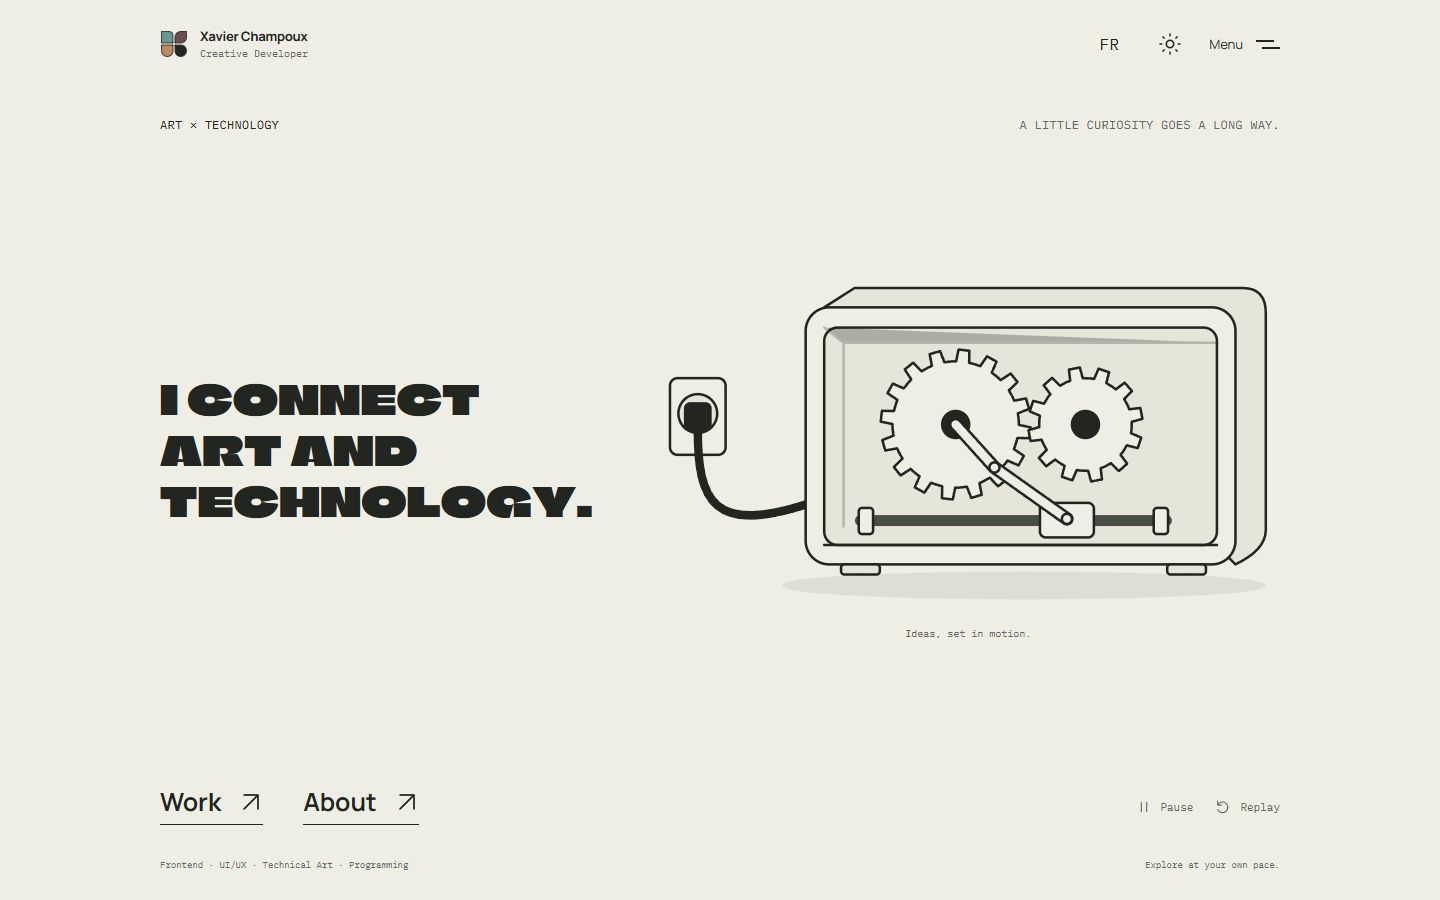 Xavier Champoux
Creative Developer
FR
Menu
ART × TECHNOLOGY
A LITTLE CURIOSITY GOES A LONG WAY.
I CONNECT
ART AND
TECHNOLOGY.
Ideas, set in motion.
Work
About
Pause
Replay
Frontend · UI/UX · Technical Art · Programming
Explore at your own pace.